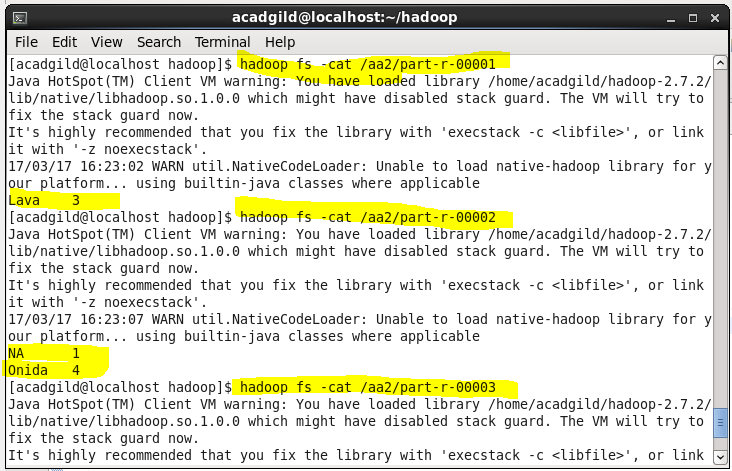 acadgild@localhost:~/hadoop
File Edit View Search Terminal Help
[acadgild@localhost hadoop]$ hadoop fs -cat /aa2/part-r-00001
Java HotSpot(TM) Client VM warning: You have loaded library /home/acadgild/hadoop-2.7.2/
lib/native/libhadoop.so.1.0.0 which might have disabled stack guard. The VM will try to
fix the stack guard now.
It's highly recommended that you fix the library with 'execstack -c <libfile>', or link
it with '-z noexecstack'.
17/03/17 16:23:02 WARN util.NativeCodeLoader: Unable to load native-hadoop library for y
our platform... using builtin-java classes where applicable
Lava    3
[acadgild@localhost hadoop]$ hadoop fs -cat /aa2/part-r-00002
Java HotSpot(TM) Client VM warning: You have loaded library /home/acadgild/hadoop-2.7.2/
lib/native/libhadoop.so.1.0.0 which might have disabled stack guard. The VM will try to
fix the stack guard now.
It's highly recommended that you fix the library with 'execstack -c <libfile>', or link
it with '-z noexecstack'.
17/03/17 16:23:07 WARN util.NativeCodeLoader: Unable to load native-hadoop library for y
our platform... using builtin-java classes where applicable
NA      1
Onida   4
[acadgild@localhost hadoop]$ hadoop fs -cat /aa2/part-r-00003
Java HotSpot(TM) Client VM warning: You have loaded library /home/acadgild/hadoop-2.7.2/
lib/native/libhadoop.so.1.0.0 which might have disabled stack guard. The VM will try to
fix the stack guard now.
It's highly recommended that you fix the library with 'execstack -c <libfile>', or link